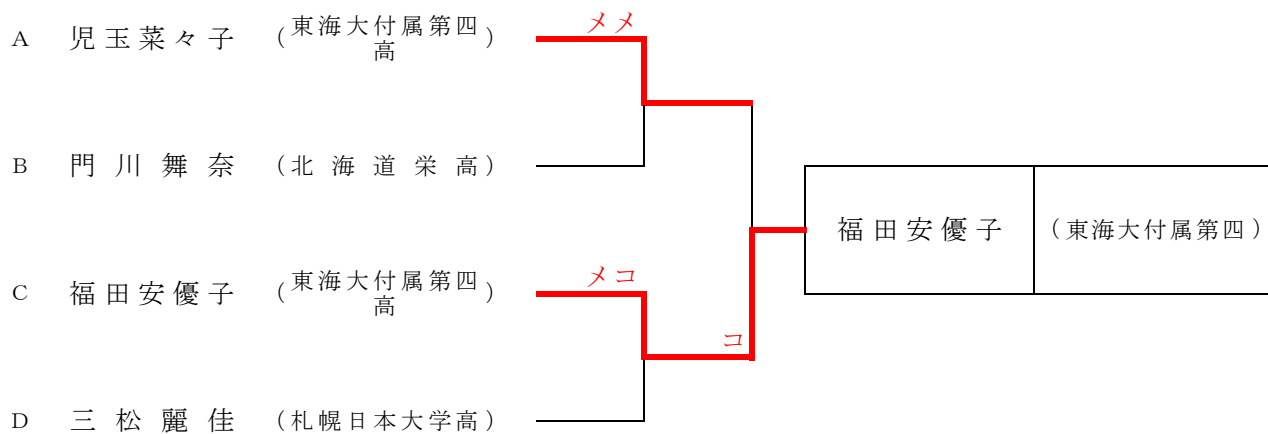 メメ
A 児玉菜々子 (東海大付属第四高)
B 門川舞奈 (北海道栄高)
福田安優子 (東海大付属第四)
メコ
C 福田安優子 (東海大付属第四高)
コ
D 三松麗佳 (札幌日本大学高)